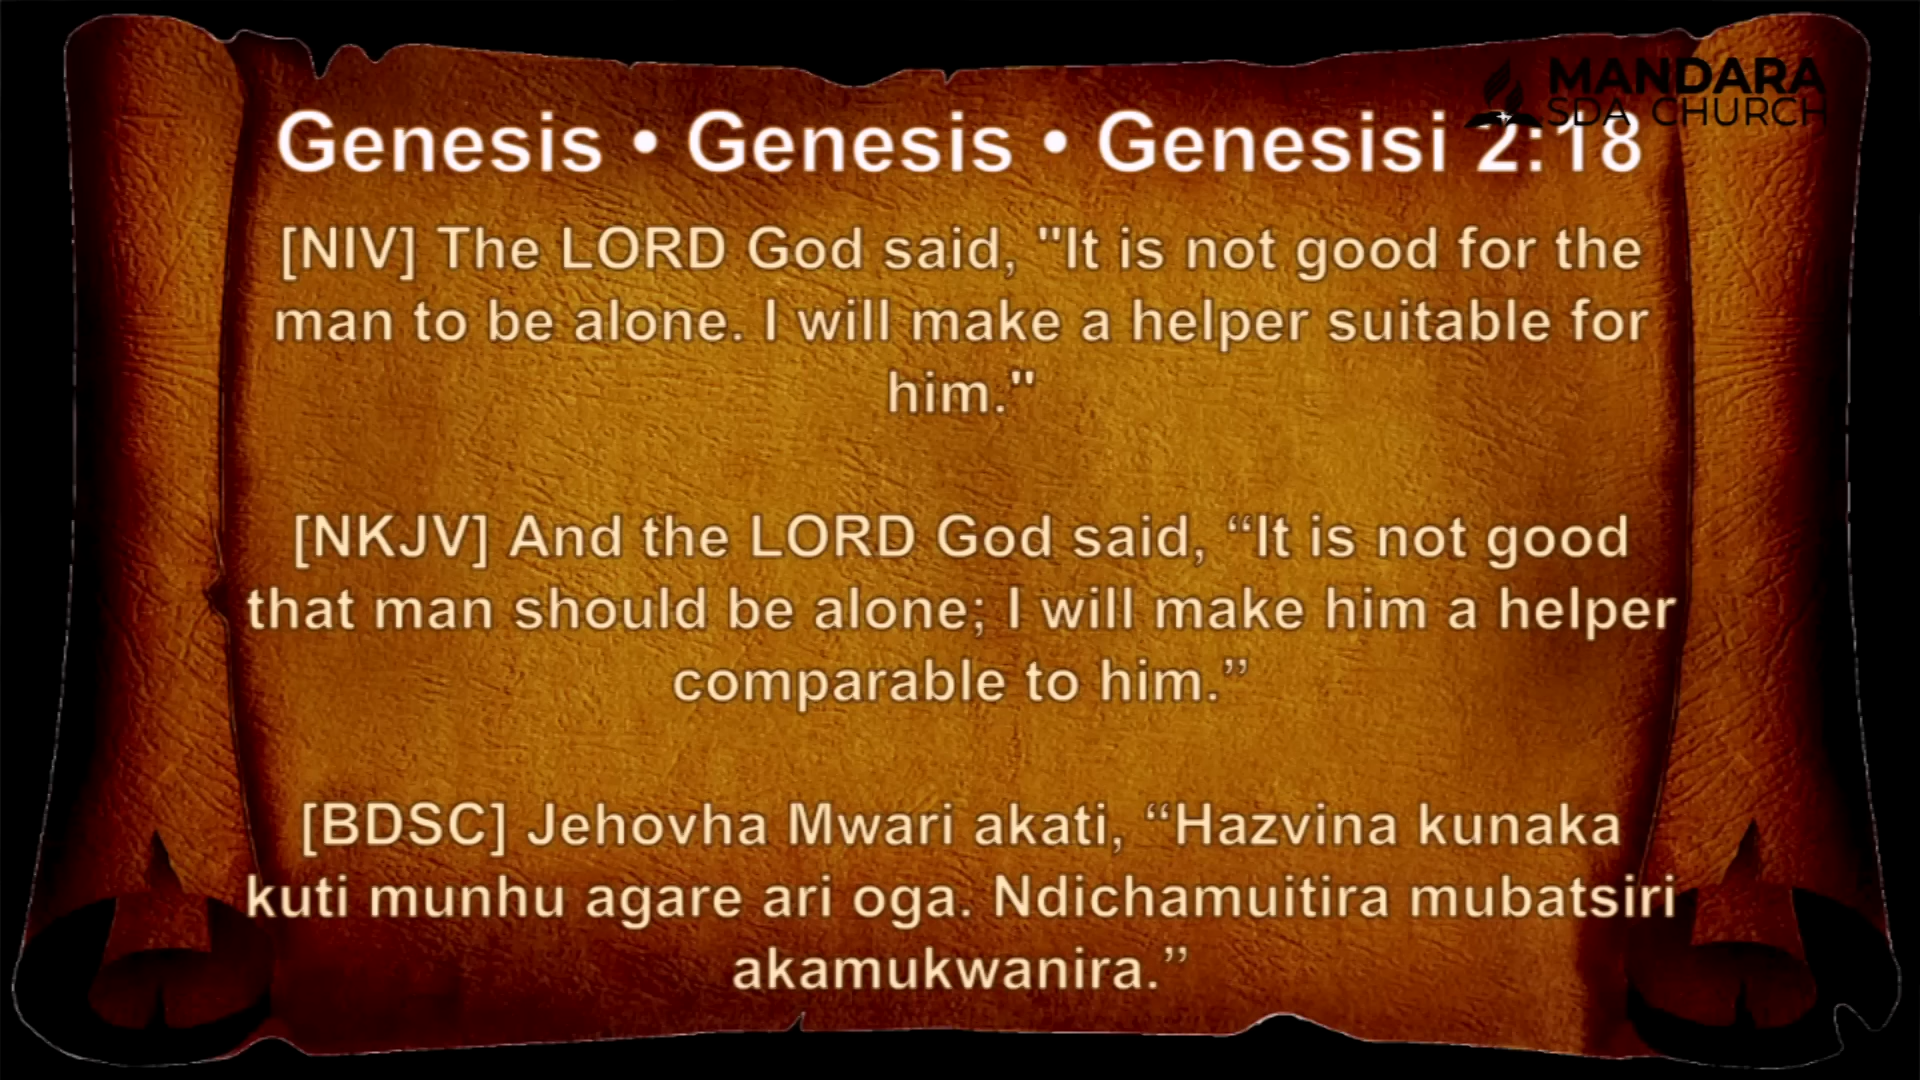 MANDARA
SDA CHURCH
Genesis • Genesis • Genesisi 2:18
[NIV] The LORD God said, "It is not good for the
man to be alone. I will make a helper suitable for
him."
[NKJV] And the LORD God said, “It is not good
that man should be alone; I will make him a helper
comparable to him.”
[BDSC] Jehovha Mwari akati, “Hazvina kunaka
kuti munhu agare ari oga. Ndichamuitira mubatsiri
akamukwanira.”